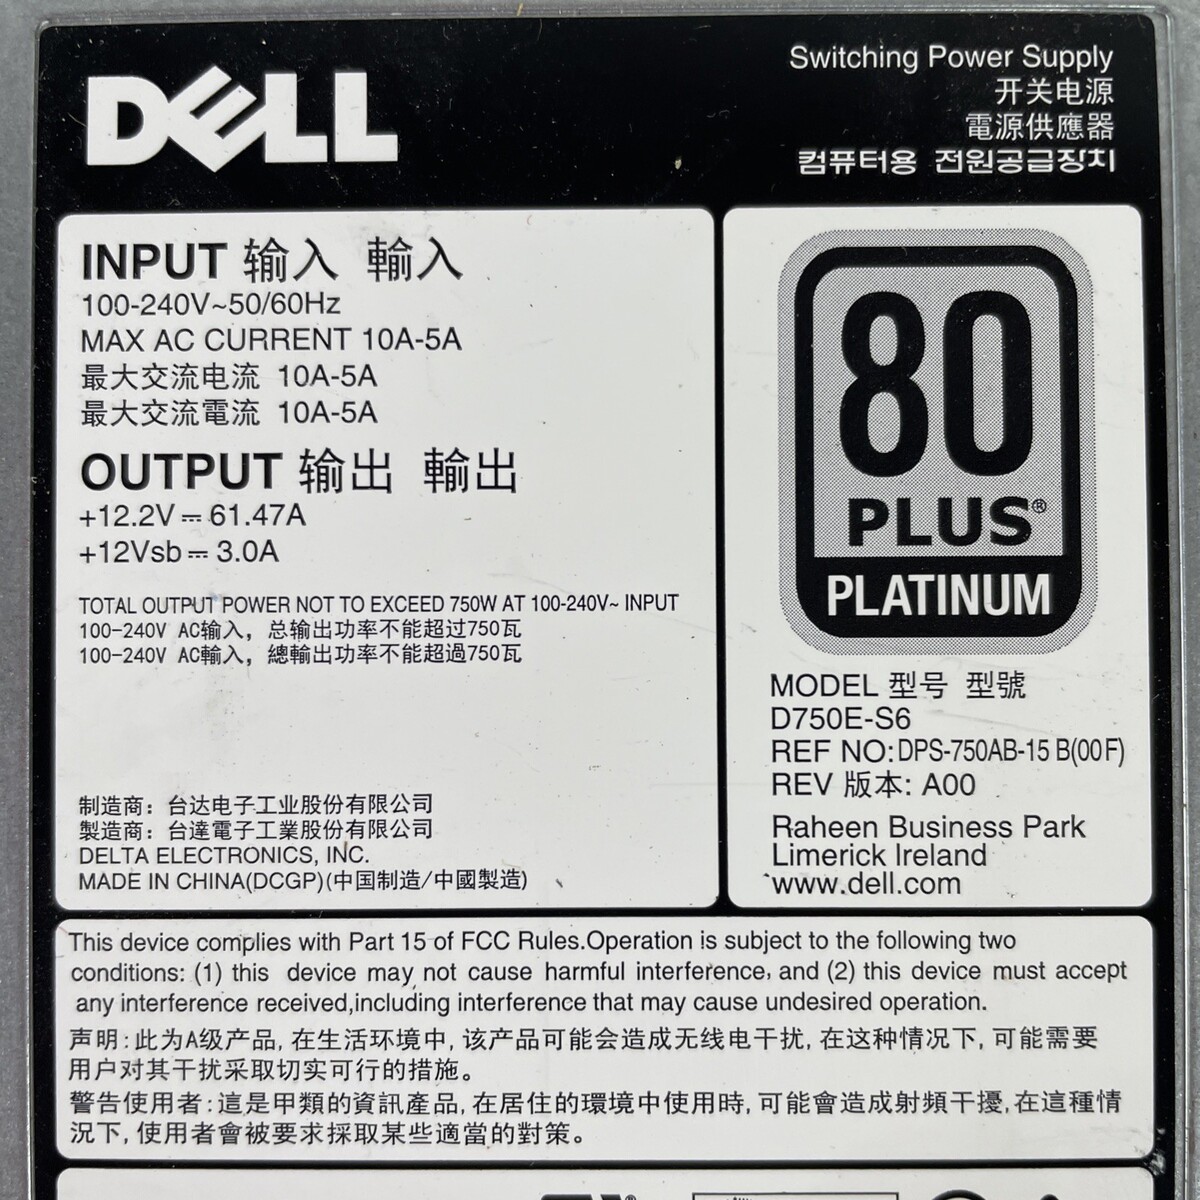 DELL
Switching Power Supply
开关电源
電源供應器
컴퓨터용 전원공급장치
INPUT 输入 輸入
100-240V~50/60Hz
MAX AC CURRENT 10A-5A
最大交流电流 10A-5A
最大交流電流 10A-5A
OUTPUT 输出 輸出
+12.2V⎓61.47A
+12Vsb⎓3.0A
TOTAL OUTPUT POWER NOT TO EXCEED 750W AT 100-240V~ INPUT
100-240V AC输入，总输出功率不能超过750瓦
100-240V AC輸入，總輸出功率不能超過750瓦
制造商：台达电子工业股份有限公司
製造商：台達電子工業股份有限公司
DELTA ELECTRONICS, INC.
MADE IN CHINA(DCGP)(中国制造/中國製造)
80
PLUS®
PLATINUM
MODEL 型号 型號
D750E-S6
REF NO:DPS-750AB-15 B(00F)
REV 版本: A00
Raheen Business Park
Limerick Ireland
www.dell.com
This device complies with Part 15 of FCC Rules.Operation is subject to the following two
conditions: (1) this device may not cause harmful interference, and (2) this device must accept
any interference received,including interference that may cause undesired operation.
声明:此为A级产品, 在生活环境中, 该产品可能会造成无线电干扰, 在这种情况下, 可能需要
用户对其干扰采取切实可行的措施。
警告使用者:這是甲類的資訊產品, 在居住的環境中使用時, 可能會造成射頻干擾,在這種情
況下, 使用者會被要求採取某些適當的對策。